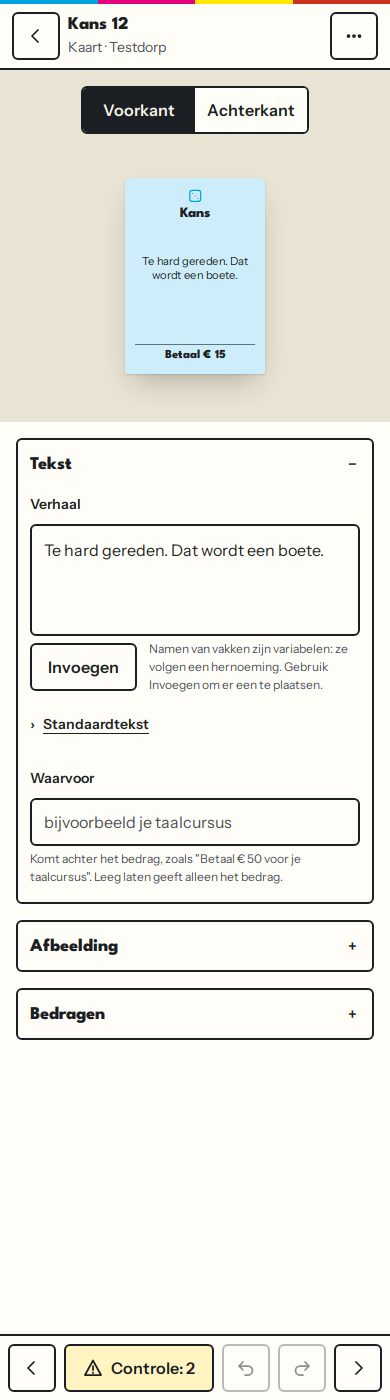 Kans 12
Kaart · Testdorp
Voorkant
Achterkant
Kans
Te hard gereden. Dat
wordt een boete.
Betaal € 15
Tekst
Verhaal
Te hard gereden. Dat wordt een boete.
Invoegen
Namen van vakken zijn variabelen: ze
volgen een hernoeming. Gebruik
Invoegen om er een te plaatsen.
Standaardtekst
Waarvoor
bijvoorbeeld je taalcursus
Komt achter het bedrag, zoals "Betaal € 50 voor je
taalcursus". Leeg laten geeft alleen het bedrag.
Afbeelding
Bedragen
Controle: 2